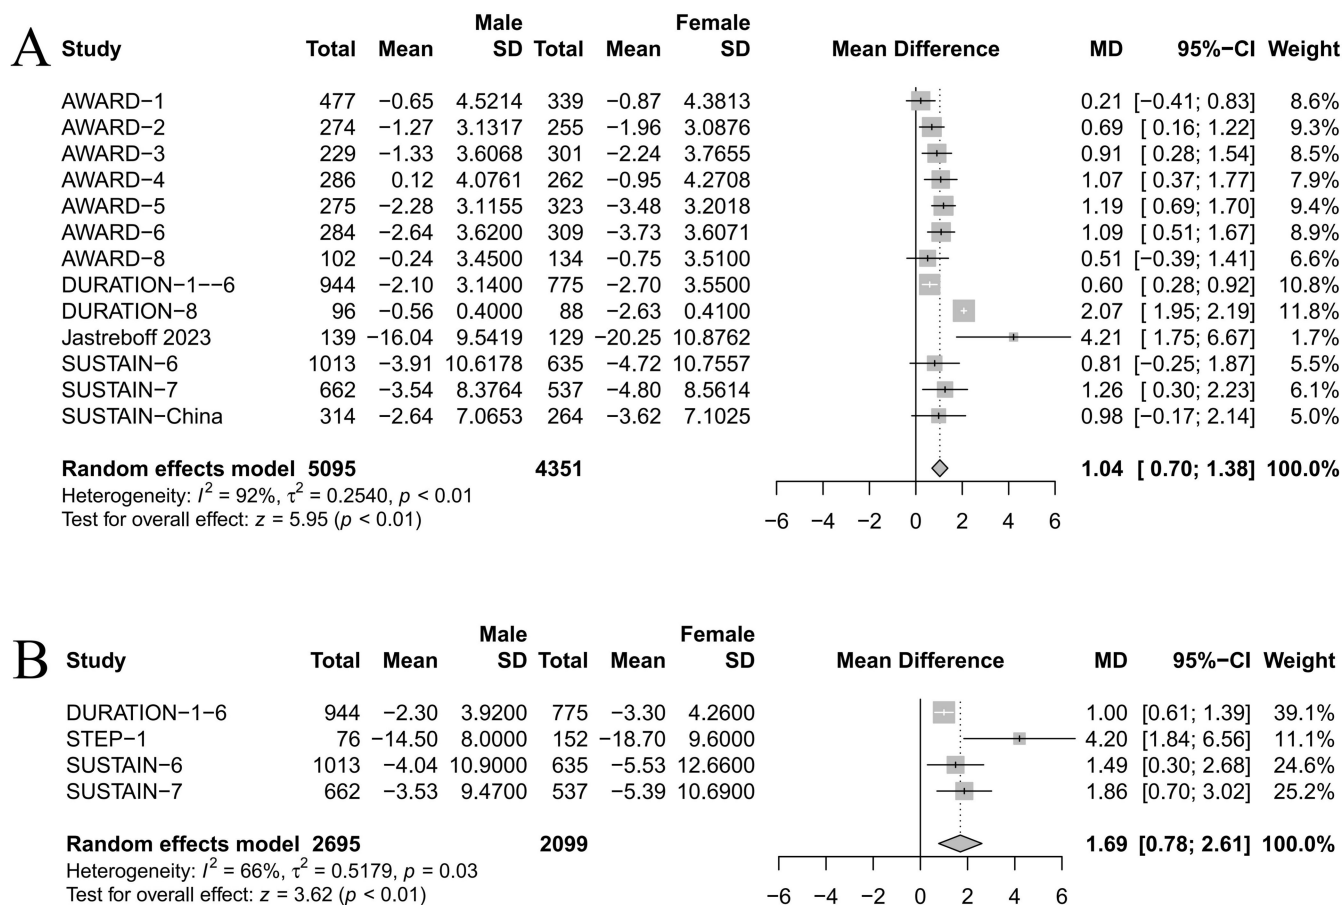 A
Male Female
Study Total Mean SD Total Mean SD Mean Difference MD 95%−CI Weight
AWARD−1 477 −0.65 4.5214 339 −0.87 4.3813 0.21 [−0.41; 0.83] 8.6%
AWARD−2 274 −1.27 3.1317 255 −1.96 3.0876 0.69 [ 0.16; 1.22] 9.3%
AWARD−3 229 −1.33 3.6068 301 −2.24 3.7655 0.91 [ 0.28; 1.54] 8.5%
AWARD−4 286 0.12 4.0761 262 −0.95 4.2708 1.07 [ 0.37; 1.77] 7.9%
AWARD−5 275 −2.28 3.1155 323 −3.48 3.2018 1.19 [ 0.69; 1.70] 9.4%
AWARD−6 284 −2.64 3.6200 309 −3.73 3.6071 1.09 [ 0.51; 1.67] 8.9%
AWARD−8 102 −0.24 3.4500 134 −0.75 3.5100 0.51 [−0.39; 1.41] 6.6%
DURATION−1−−6 944 −2.10 3.1400 775 −2.70 3.5500 0.60 [ 0.28; 0.92] 10.8%
DURATION−8 96 −0.56 0.4000 88 −2.63 0.4100 2.07 [ 1.95; 2.19] 11.8%
Jastreboff 2023 139 −16.04 9.5419 129 −20.25 10.8762 4.21 [ 1.75; 6.67] 1.7%
SUSTAIN−6 1013 −3.91 10.6178 635 −4.72 10.7557 0.81 [−0.25; 1.87] 5.5%
SUSTAIN−7 662 −3.54 8.3764 537 −4.80 8.5614 1.26 [ 0.30; 2.23] 6.1%
SUSTAIN−China 314 −2.64 7.0653 264 −3.62 7.1025 0.98 [−0.17; 2.14] 5.0%
Random effects model 5095 4351 1.04 [ 0.70; 1.38] 100.0%
Heterogeneity: I² = 92%, τ² = 0.2540, p < 0.01
Test for overall effect: z = 5.95 (p < 0.01)
−6 −4 −2 0 2 4 6
B
Male Female
Study Total Mean SD Total Mean SD Mean Difference MD 95%−CI Weight
DURATION−1−6 944 −2.30 3.9200 775 −3.30 4.2600 1.00 [0.61; 1.39] 39.1%
STEP−1 76 −14.50 8.0000 152 −18.70 9.6000 4.20 [1.84; 6.56] 11.1%
SUSTAIN−6 1013 −4.04 10.9000 635 −5.53 12.6600 1.49 [0.30; 2.68] 24.6%
SUSTAIN−7 662 −3.53 9.4700 537 −5.39 10.6900 1.86 [0.70; 3.02] 25.2%
Random effects model 2695 2099 1.69 [0.78; 2.61] 100.0%
Heterogeneity: I² = 66%, τ² = 0.5179, p = 0.03
Test for overall effect: z = 3.62 (p < 0.01)
−6 −4 −2 0 2 4 6